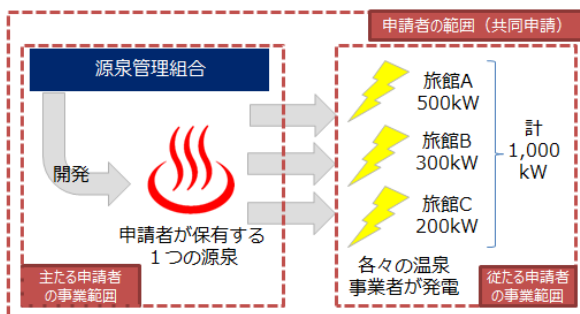 申請者の範囲（共同申請）
源泉管理組合
開発
申請者が保有する
１つの源泉
主たる申請者
の事業範囲
旅館A
500kW
旅館B
300kW
旅館C
200kW
計
1,000
kW
各々の温泉
事業者が発電
従たる申請者
の事業範囲